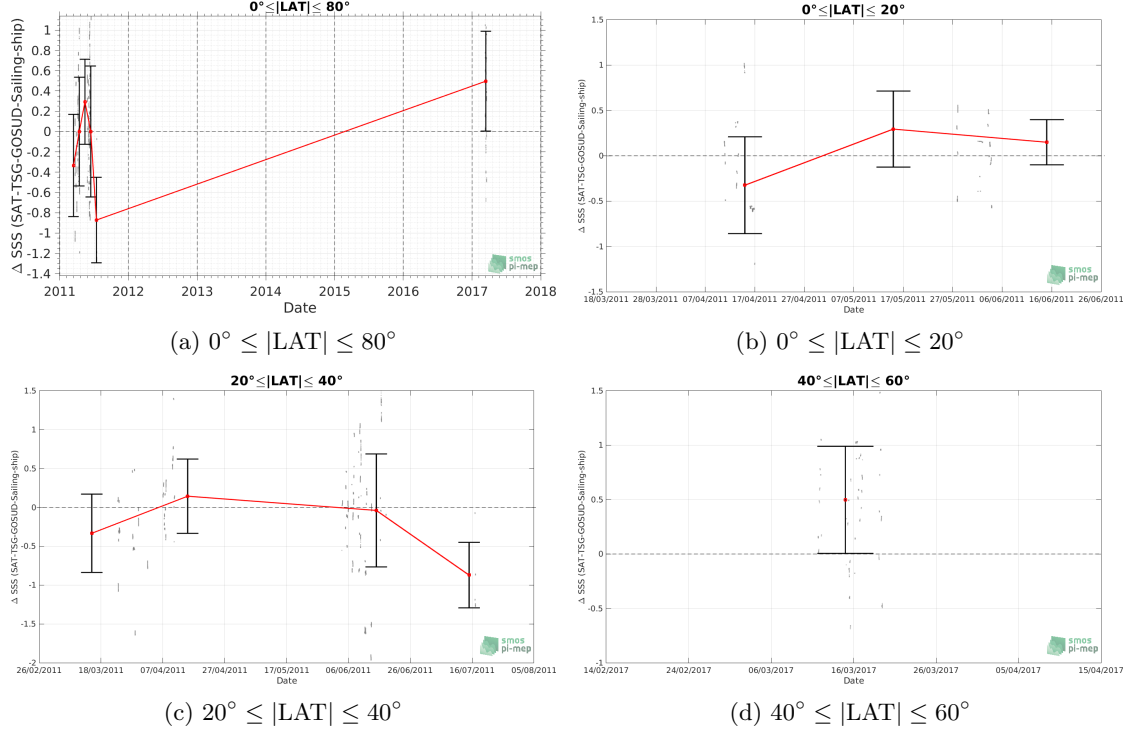 0°≤|LAT|≤ 80°
Δ SSS (SAT-TSG-GOSUD-Sailing-ship)
1
0.8
0.6
0.4
0.2
0
-0.2
-0.4
-0.6
-0.8
-1
-1.2
-1.4
2011 2012 2013 2014 2015 2016 2017 2018
Date
smos
pi-mep
(a) 0° ≤ |LAT| ≤ 80°
0°≤|LAT|≤ 20°
Δ SSS (SAT-TSG-GOSUD-Sailing-ship)
1.5
1
0.5
0
-0.5
-1
-1.5
18/03/2011 28/03/2011 07/04/2011 17/04/2011 27/04/2011 07/05/2011 17/05/2011 27/05/2011 06/06/2011 16/06/2011 26/06/2011
Date
smos
pi-mep
(b) 0° ≤ |LAT| ≤ 20°
20°≤|LAT|≤ 40°
Δ SSS (SAT-TSG-GOSUD-Sailing-ship)
1.5
1
0.5
0
-0.5
-1
-1.5
-2
26/02/2011 18/03/2011 07/04/2011 27/04/2011 17/05/2011 06/06/2011 26/06/2011 16/07/2011 05/08/2011
Date
smos
pi-mep
(c) 20° ≤ |LAT| ≤ 40°
40°≤|LAT|≤ 60°
Δ SSS (SAT-TSG-GOSUD-Sailing-ship)
1.5
1
0.5
0
-0.5
-1
14/02/2017 24/02/2017 06/03/2017 16/03/2017 26/03/2017 05/04/2017 15/04/2017
Date
smos
pi-mep
(d) 40° ≤ |LAT| ≤ 60°